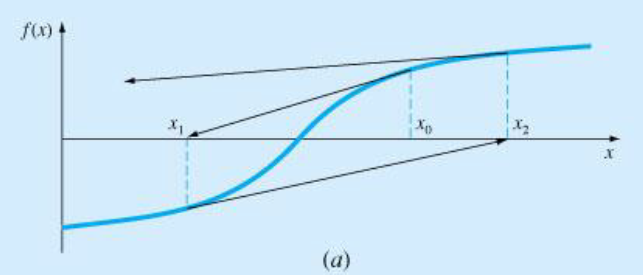 f(x)
x₁
x₀
x₂
x
(a)